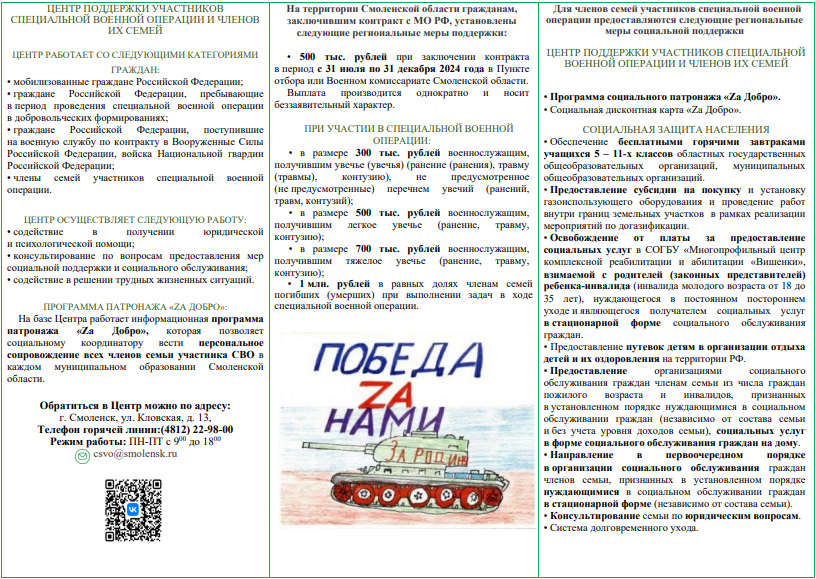 ЦЕНТР ПОДДЕРЖКИ УЧАСТНИКОВ
СПЕЦИАЛЬНОЙ ВОЕННОЙ ОПЕРАЦИИ И ЧЛЕНОВ
ИХ СЕМЕЙ
ЦЕНТР РАБОТАЕТ СО СЛЕДУЮЩИМИ КАТЕГОРИЯМИ
ГРАЖДАН:
• мобилизованные граждане Российской Федерации;
• граждане Российской Федерации, пребывающие
в период проведения специальной военной операции
в добровольческих формированиях;
• граждане Российской Федерации, поступившие
на военную службу по контракту в Вооруженные Силы
Российской Федерации, войска Национальной гвардии
Российской Федерации;
• члены семей участников специальной военной
операции.
ЦЕНТР ОСУЩЕСТВЛЯЕТ СЛЕДУЮЩУЮ РАБОТУ:
• содействие в получении юридической
и психологической помощи;
• консультирование по вопросам предоставления мер
социальной поддержки и социального обслуживания;
• содействие в решении трудных жизненных ситуаций.
ПРОГРАММА ПАТРОНАЖА «ZA ДОБРО»:
На базе Центра работает информационная программа
патронажа «Za Добро», которая позволяет
социальному координатору вести персональное
сопровождение всех членов семьи участника СВО в
каждом муниципальном образовании Смоленской
области.
Обратиться в Центр можно по адресу:
г. Смоленск, ул. Кловская, д. 13,
Телефон горячей линии:(4812) 22-98-00
Режим работы: ПН-ПТ с 9⁰⁰ до 18⁰⁰
csvo@smolensk.ru
На территории Смоленской области гражданам,
заключившим контракт с МО РФ, установлены
следующие региональные меры поддержки:
• 500 тыс. рублей при заключении контракта
в период с 31 июля по 31 декабря 2024 года в Пункте
отбора или Военном комиссариате Смоленской области.
Выплата производится однократно и носит
беззаявительный характер.
ПРИ УЧАСТИИ В СПЕЦИАЛЬНОЙ ВОЕННОЙ
ОПЕРАЦИИ:
• в размере 300 тыс. рублей военнослужащим,
получившим увечье (увечья) (ранение (ранения), травму
(травмы), контузию), не предусмотренное
(не предусмотренные) перечнем увечий (ранений,
травм, контузий);
• в размере 500 тыс. рублей военнослужащим,
получившим легкое увечье (ранение, травму,
контузию);
• в размере 700 тыс. рублей военнослужащим,
получившим тяжелое увечье (ранение, травму,
контузию);
• 1 млн. рублей в равных долях членам семей
погибших (умерших) при выполнении задач в ходе
специальной военной операции.
ПОБЕДА
ZА
НАМИ
ЗА РОДИНУ
Для членов семей участников специальной военной
операции предоставляются следующие региональные
меры социальной поддержки
ЦЕНТР ПОДДЕРЖКИ УЧАСТНИКОВ СПЕЦИАЛЬНОЙ
ВОЕННОЙ ОПЕРАЦИИ И ЧЛЕНОВ ИХ СЕМЕЙ
• Программа социального патронажа «Za Добро».
• Социальная дисконтная карта «Za Добро».
СОЦИАЛЬНАЯ ЗАЩИТА НАСЕЛЕНИЯ
• Обеспечение бесплатными горячими завтраками
учащихся 5 – 11-х классов областных государственных
общеобразовательных организаций, муниципальных
общеобразовательных организаций.
• Предоставление субсидии на покупку и установку
газоиспользующего оборудования и проведение работ
внутри границ земельных участков в рамках реализации
мероприятий по догазификации.
• Освобождение от платы за предоставление
социальных услуг в СОГБУ «Многопрофильный центр
комплексной реабилитации и абилитации «Вишенки»,
взимаемой с родителей (законных представителей)
ребенка-инвалида (инвалида молодого возраста от 18 до
35 лет), нуждающегося в постоянном постороннем
уходе и являющегося получателем социальных услуг
в стационарной форме социального обслуживания
граждан.
• Предоставление путевок детям в организации отдыха
детей и их оздоровления на территории РФ.
• Предоставление организациями социального
обслуживания граждан членам семьи из числа граждан
пожилого возраста и инвалидов, признанных
в установленном порядке нуждающимися в социальном
обслуживании граждан (независимо от состава семьи
и без учета уровня доходов семьи), социальных услуг
в форме социального обслуживания граждан на дому.
• Направление в первоочередном порядке
в организации социального обслуживания граждан
членов семьи, признанных в установленном порядке
нуждающимися в социальном обслуживании граждан
в стационарной форме (независимо от состава семьи).
• Консультирование семьи по юридическим вопросам.
• Система долговременного ухода.